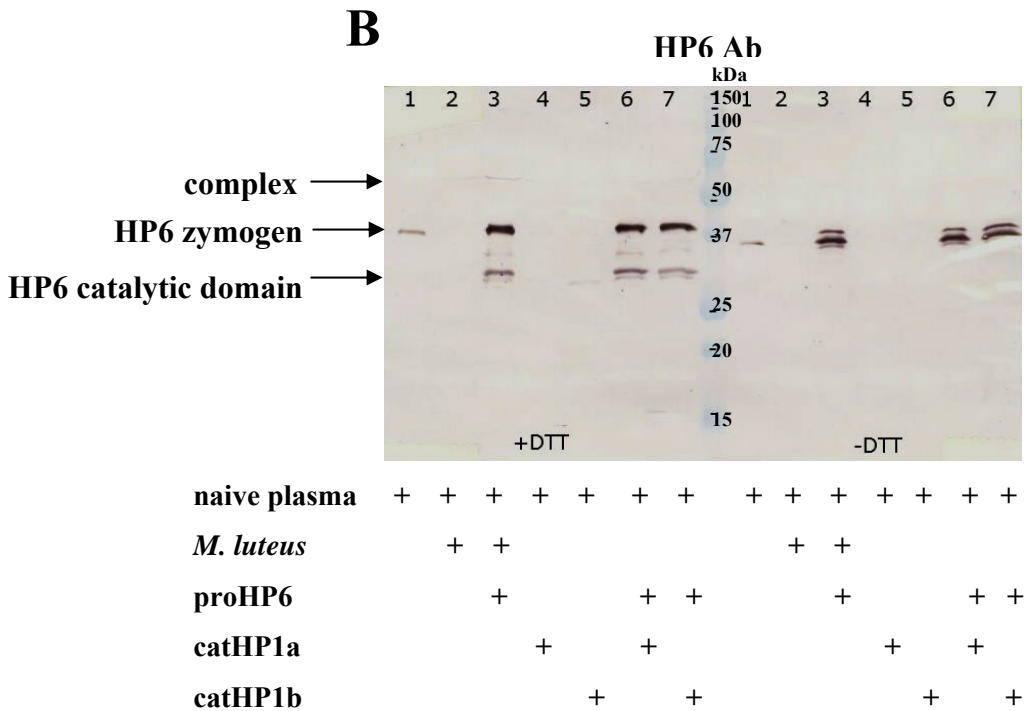 B
HP6 Ab
kDa
1 2 3 4 5 6 7 150 1 2 3 4 5 6 7
100
75
complex
50
HP6 zymogen
37
HP6 catalytic domain
25
20
15
+DTT -DTT
naive plasma + + + + + + + + + + + + + +
M. luteus + + + +
proHP6 + + + + + +
catHP1a + + + +
catHP1b + + + +